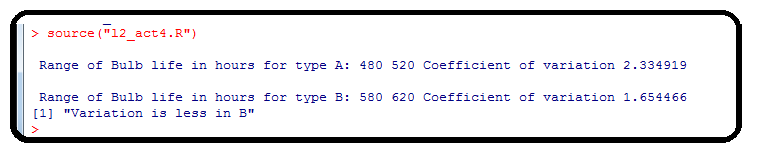 > source("l2_act4.R")
Range of Bulb life in hours for type A: 480 520 Coefficient of variation 2.334919
Range of Bulb life in hours for type B: 580 620 Coefficient of variation 1.654466
[1] "Variation is less in B"
>